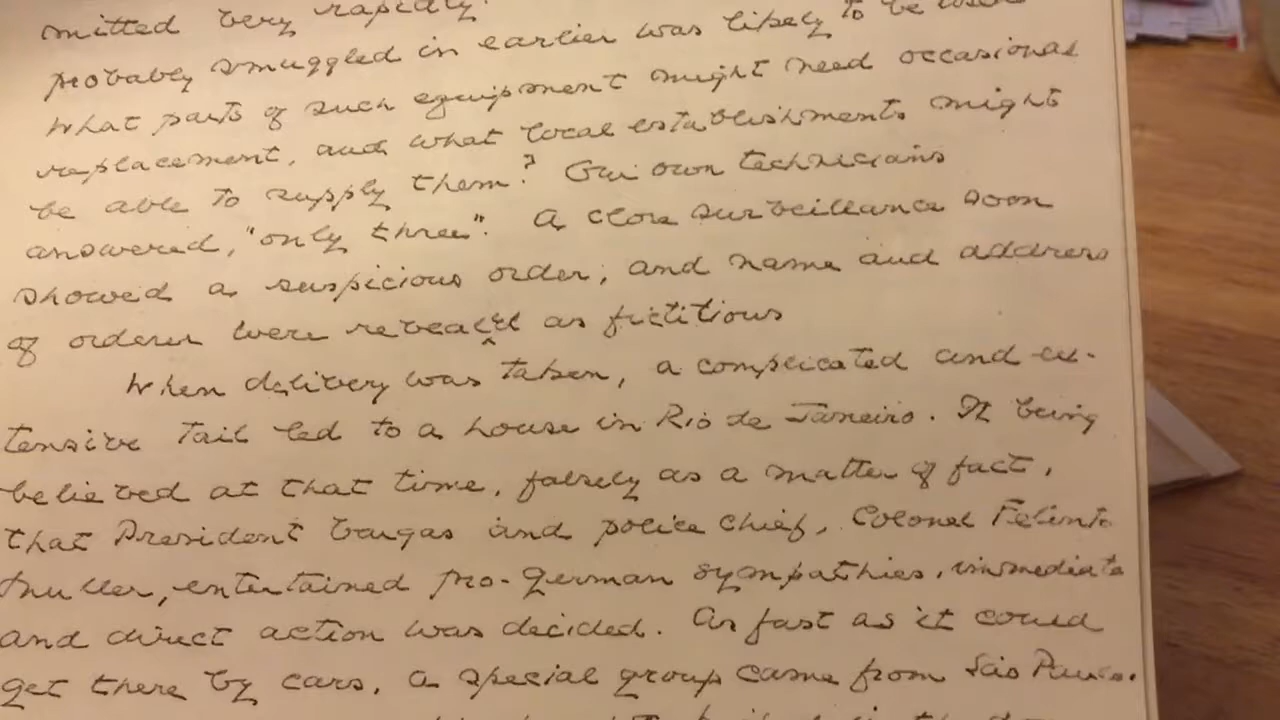 mitted very rapidly.
probably smuggled in earlier was likely to be used
What parts of such equipment might need occasional
replacement, and what local establishments might
be able to supply them? Our own technicians
answered, "only three". A close surveillance soon
showed a suspicious order, and name and address
of orderer were revealed as fictitious
When delivery was taken, a complicated and ex-
tensive tail led to a house in Rio de Janeiro. It being
believed at that time, falsely as a matter of fact,
that President Vargas and police chief, Colonel Felinto
Muller, entertained pro-German sympathies, immediate
and direct action was decided. As fast as it could
get there by cars, a special group came from São Paulo.